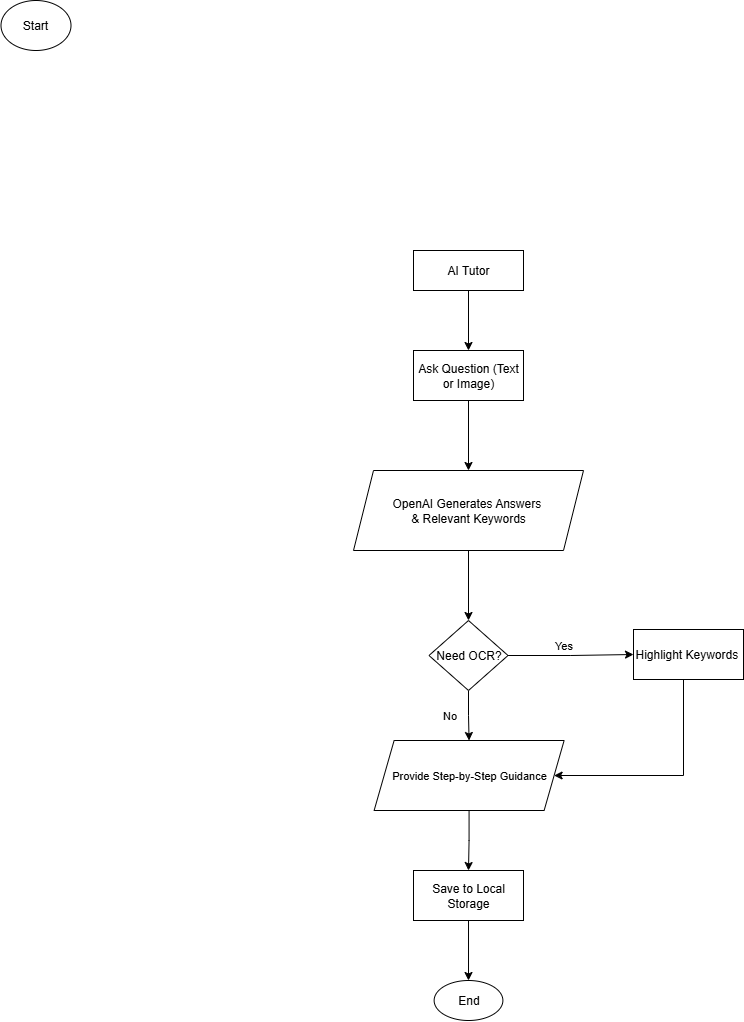 Start
AI Tutor
Ask Question (Text
or Image)
OpenAI Generates Answers
& Relevant Keywords
Need OCR?
Yes
Highlight Keywords
No
Provide Step-by-Step Guidance
Save to Local
Storage
End